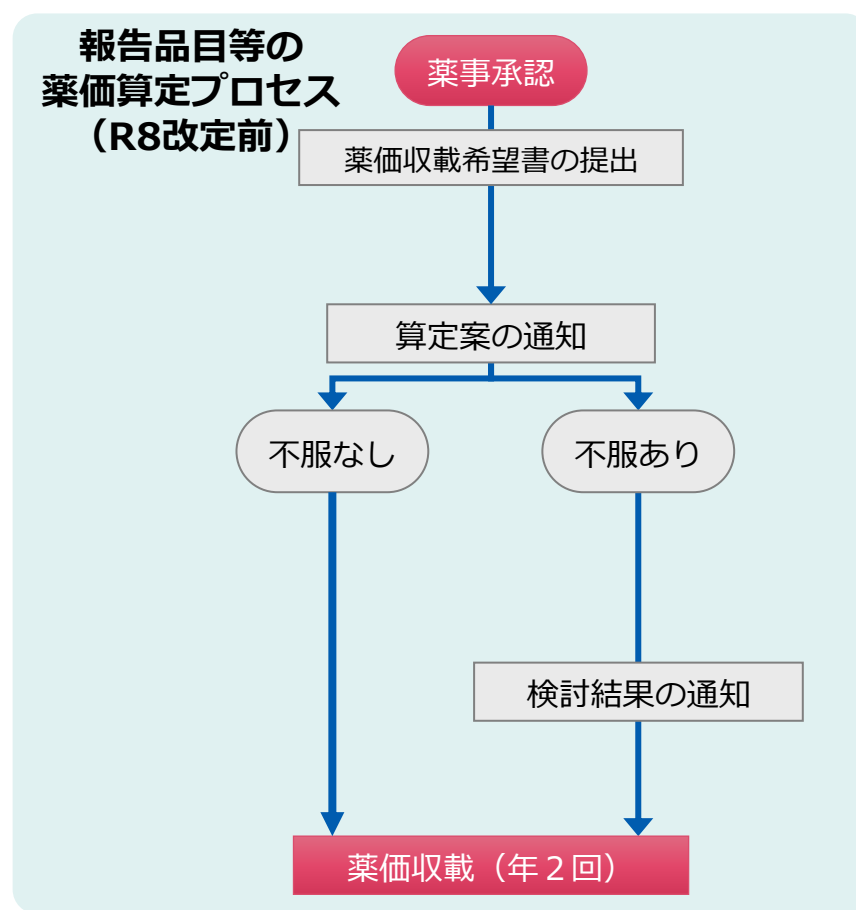 報告品目等の
薬価算定プロセス
（R8改定前）
薬事承認
薬価収載希望書の提出
算定案の通知
不服なし
不服あり
検討結果の通知
薬価収載（年２回）